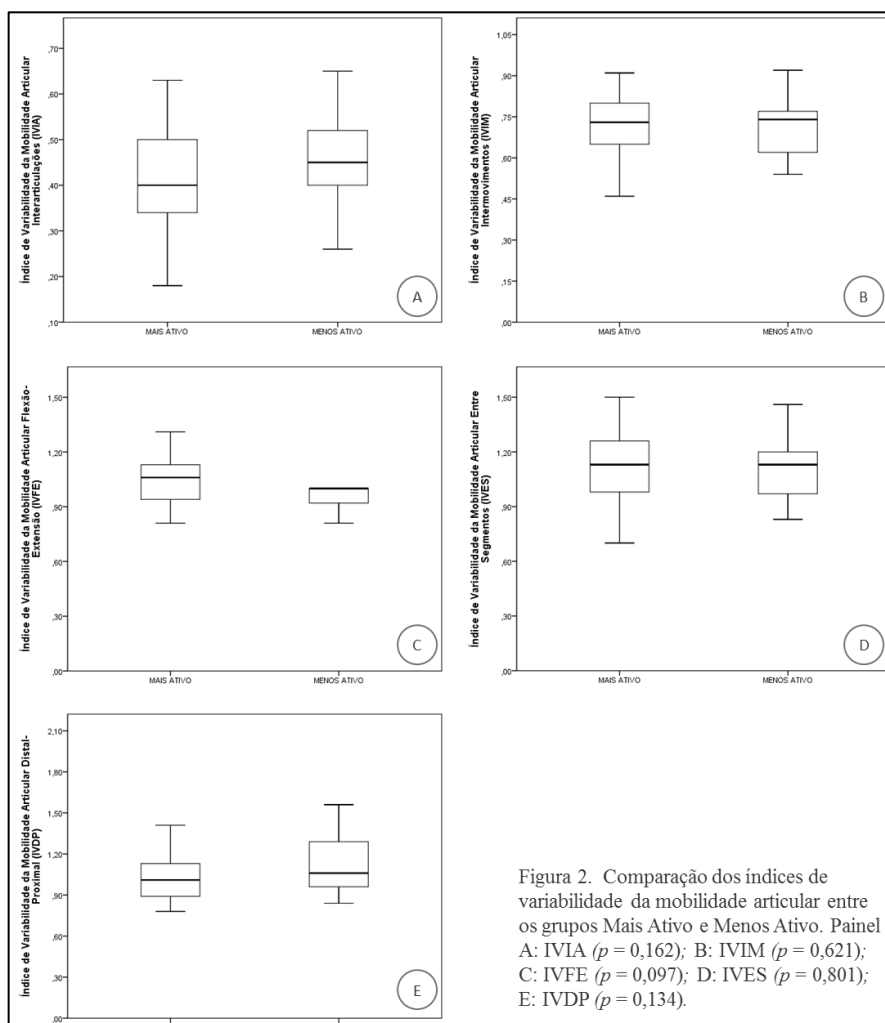 Índice de Variabilidade da Mobilidade Articular
Interarticulações (IVIA)
,70
,60
,50
,40
,30
,20
,10
MAIS ATIVO
MENOS ATIVO
A
Índice de Variabilidade da Mobilidade Articular
Intermovimentos (IVIM)
1,05
,90
,75
,60
,45
,30
,15
,00
MAIS ATIVO
MENOS ATIVO
B
Índice de Variabilidade da Mobilidade Articular Flexão-
Extensão (IVFE)
1,50
1,20
,90
,60
,30
,00
MAIS ATIVO
MENOS ATIVO
C
Índice de Variabilidade da Mobilidade Articular Entre
Segmentos (IVES)
1,50
1,20
,90
,60
,30
,00
MAIS ATIVO
MENOS ATIVO
D
Índice de Variabilidade da Mobilidade Articular Distal-
Proximal (IVDP)
2,10
1,80
1,50
1,20
,90
,60
,30
,00
E
Figura 2. Comparação dos índices de
variabilidade da mobilidade articular entre
os grupos Mais Ativo e Menos Ativo. Painel
A: IVIA (p = 0,162); B: IVIM (p = 0,621);
C: IVFE (p = 0,097); D: IVES (p = 0,801);
E: IVDP (p = 0,134).